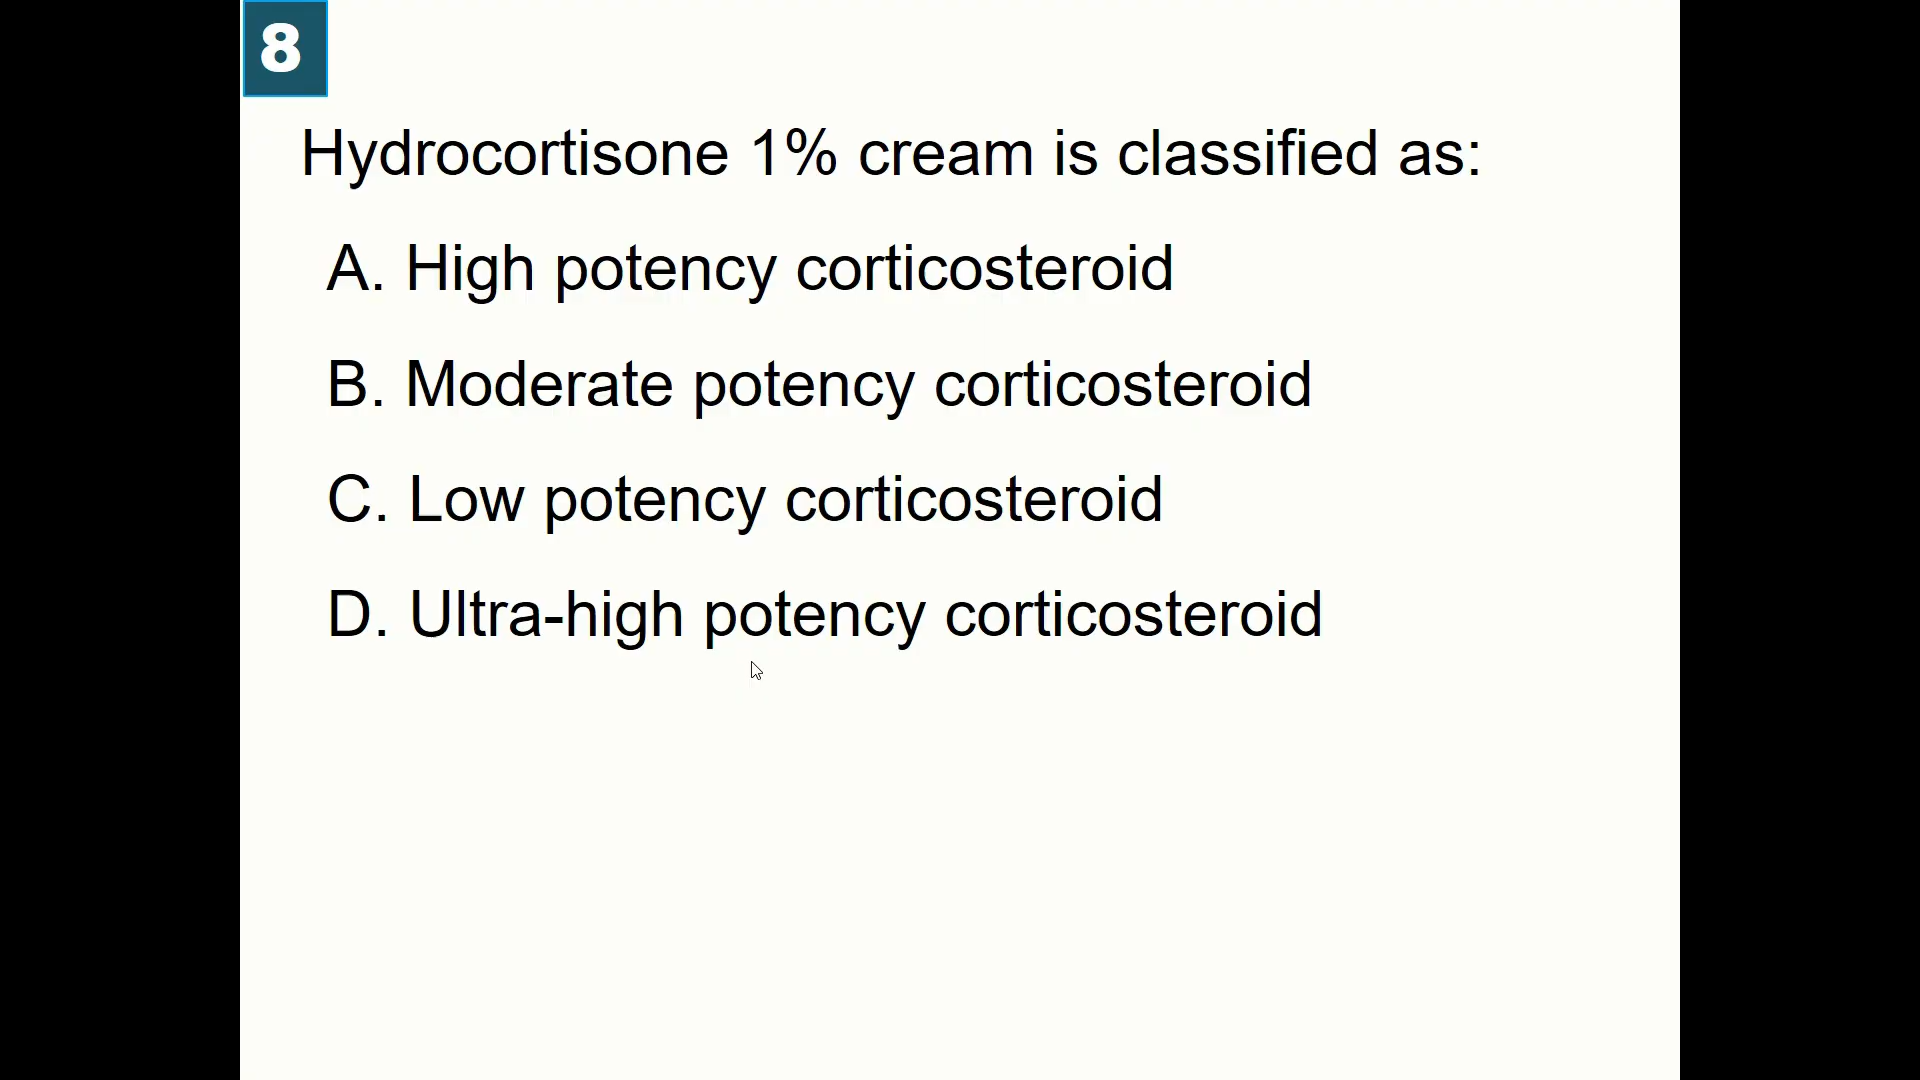 8
Hydrocortisone 1% cream is classified as:
A. High potency corticosteroid
B. Moderate potency corticosteroid
C. Low potency corticosteroid
D. Ultra-high potency corticosteroid